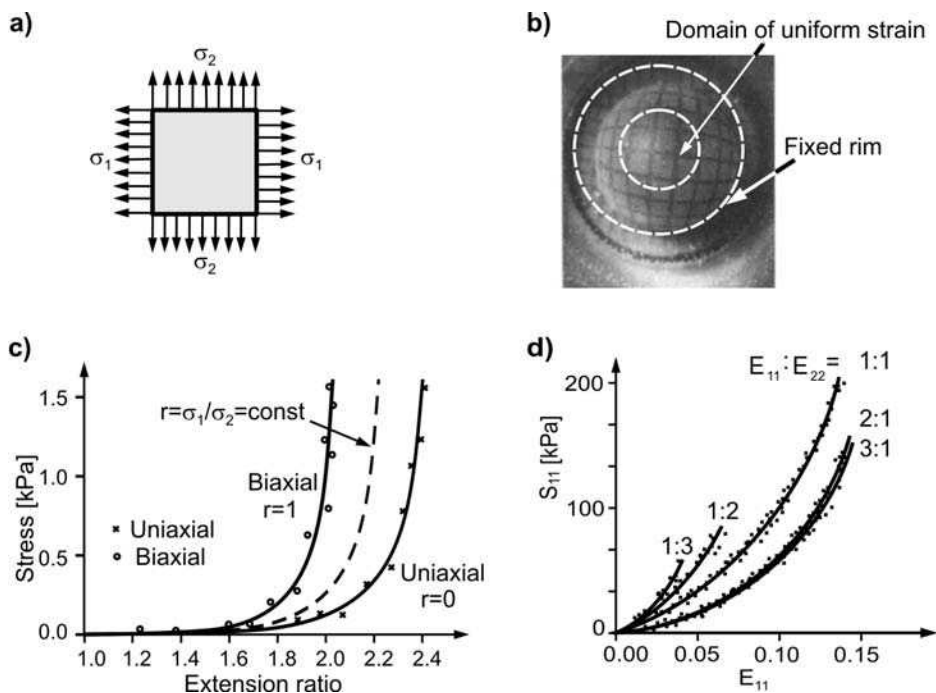 a)
σ2
σ1
σ1
σ2
b)
Domain of uniform strain
Fixed rim
c)
Stress [kPa]
1.5
1.0
0.5
0.0
r=σ1/σ2=const
Biaxial
r=1
× Uniaxial
○ Biaxial
Uniaxial
r=0
1.0 1.2 1.4 1.6 1.8 2.0 2.2 2.4
Extension ratio
d)
S11 [kPa]
200
100
0
E11:E22= 1:1
2:1
3:1
1:2
1:3
0.00 0.05 0.10 0.15
E11